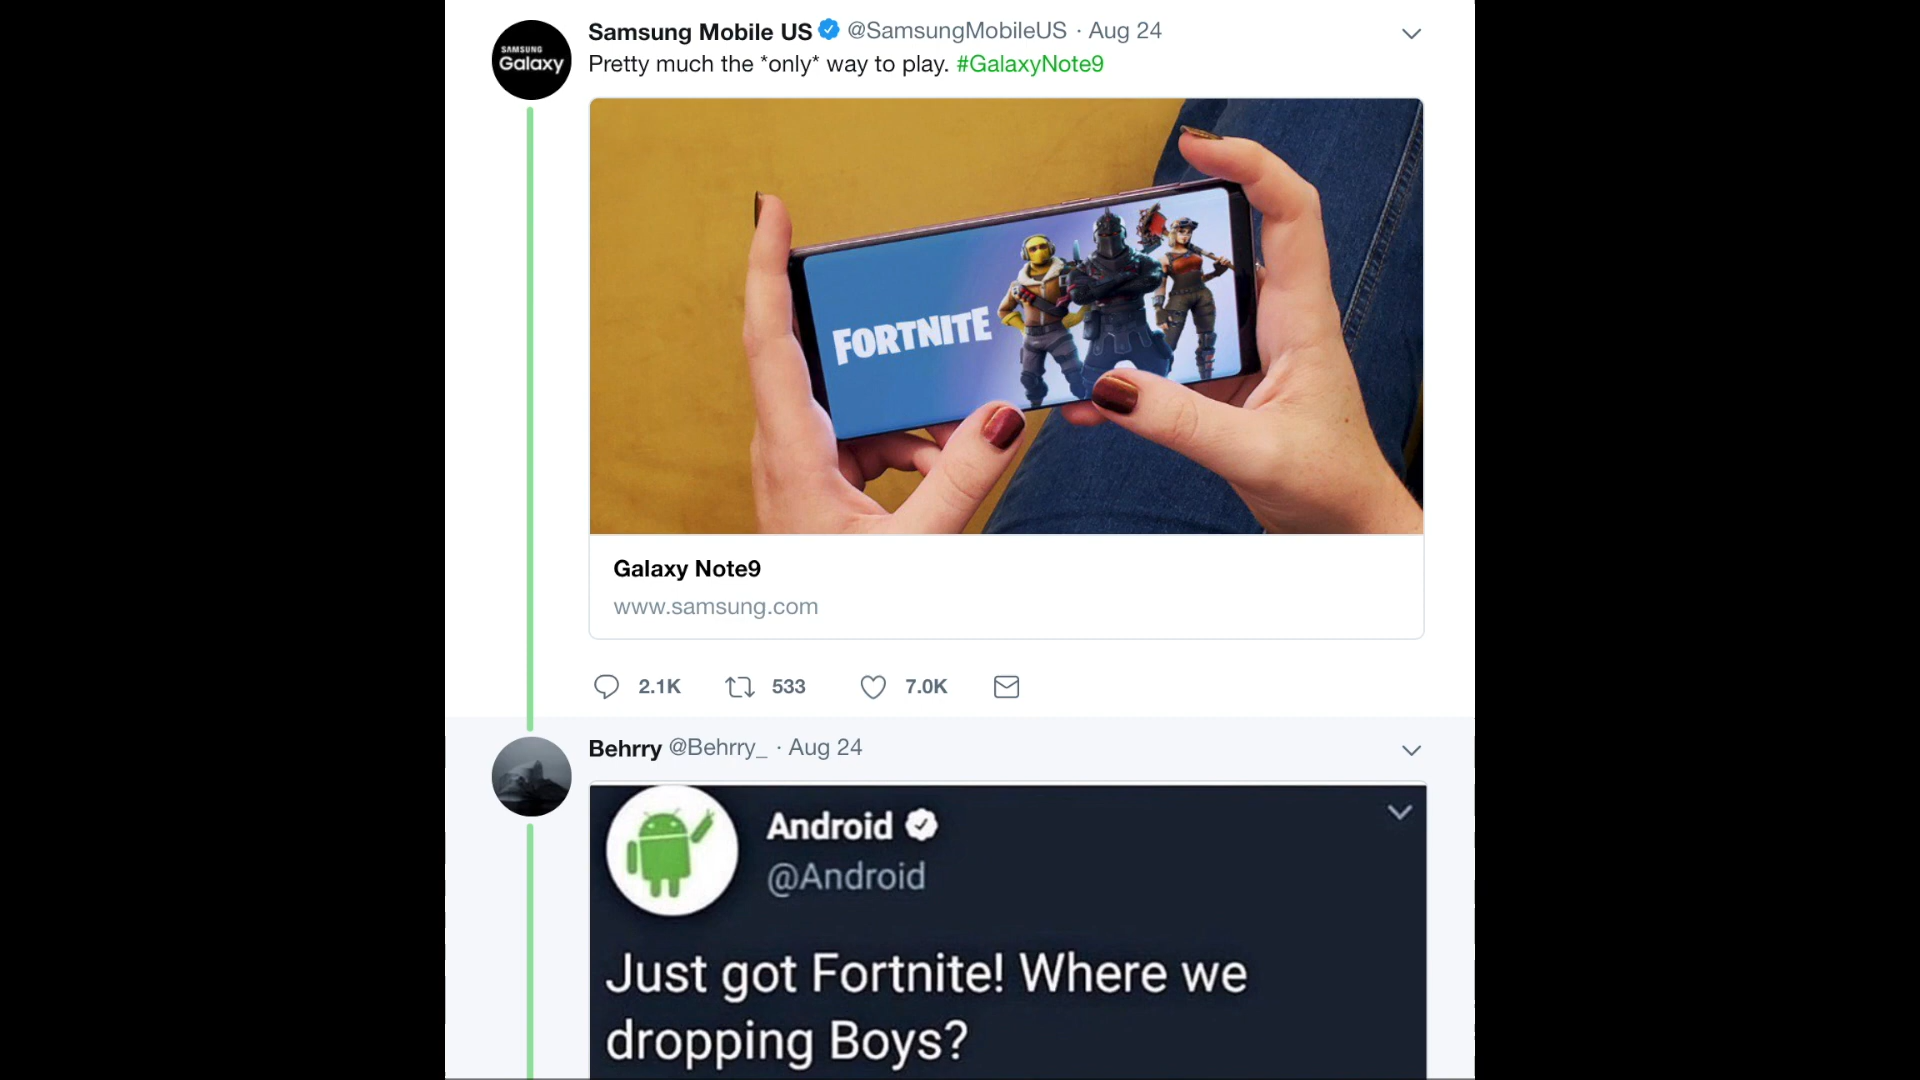 SAMSUNG
Galaxy
Samsung Mobile US @SamsungMobileUS · Aug 24
Pretty much the *only* way to play. #GalaxyNote9
FORTNITE
Galaxy Note9
www.samsung.com
2.1K 533 7.0K
Behrry @Behrry_ · Aug 24
Android
@Android
Just got Fortnite! Where we
dropping Boys?